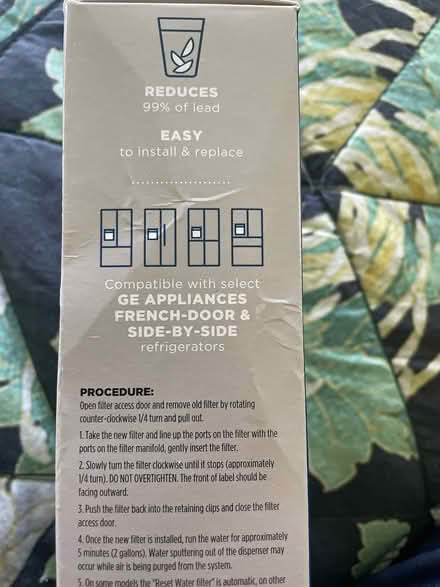 REDUCES
99% of lead
EASY
to install & replace
Compatible with select
GE APPLIANCES
FRENCH-DOOR &
SIDE-BY-SIDE
refrigerators
PROCEDURE:
Open filter access door and remove old filter by rotating
counter-clockwise 1/4 turn and pull out.
1. Take the new filter and line up the ports on the filter with the
ports on the filter manifold, gently insert the filter.
2. Slowly turn the filter clockwise until it stops (approximately
1/4 turn). DO NOT OVERTIGHTEN. The front of label should be
facing outward.
3. Push the filter back into the retaining clips and close the filter
access door.
4. Once the new filter is installed, run the water for approximately
5 minutes (2 gallons). Water sputtering out of the dispenser may
occur while air is being purged from the system.
5. On some models the "Reset Water filter" is automatic, on other